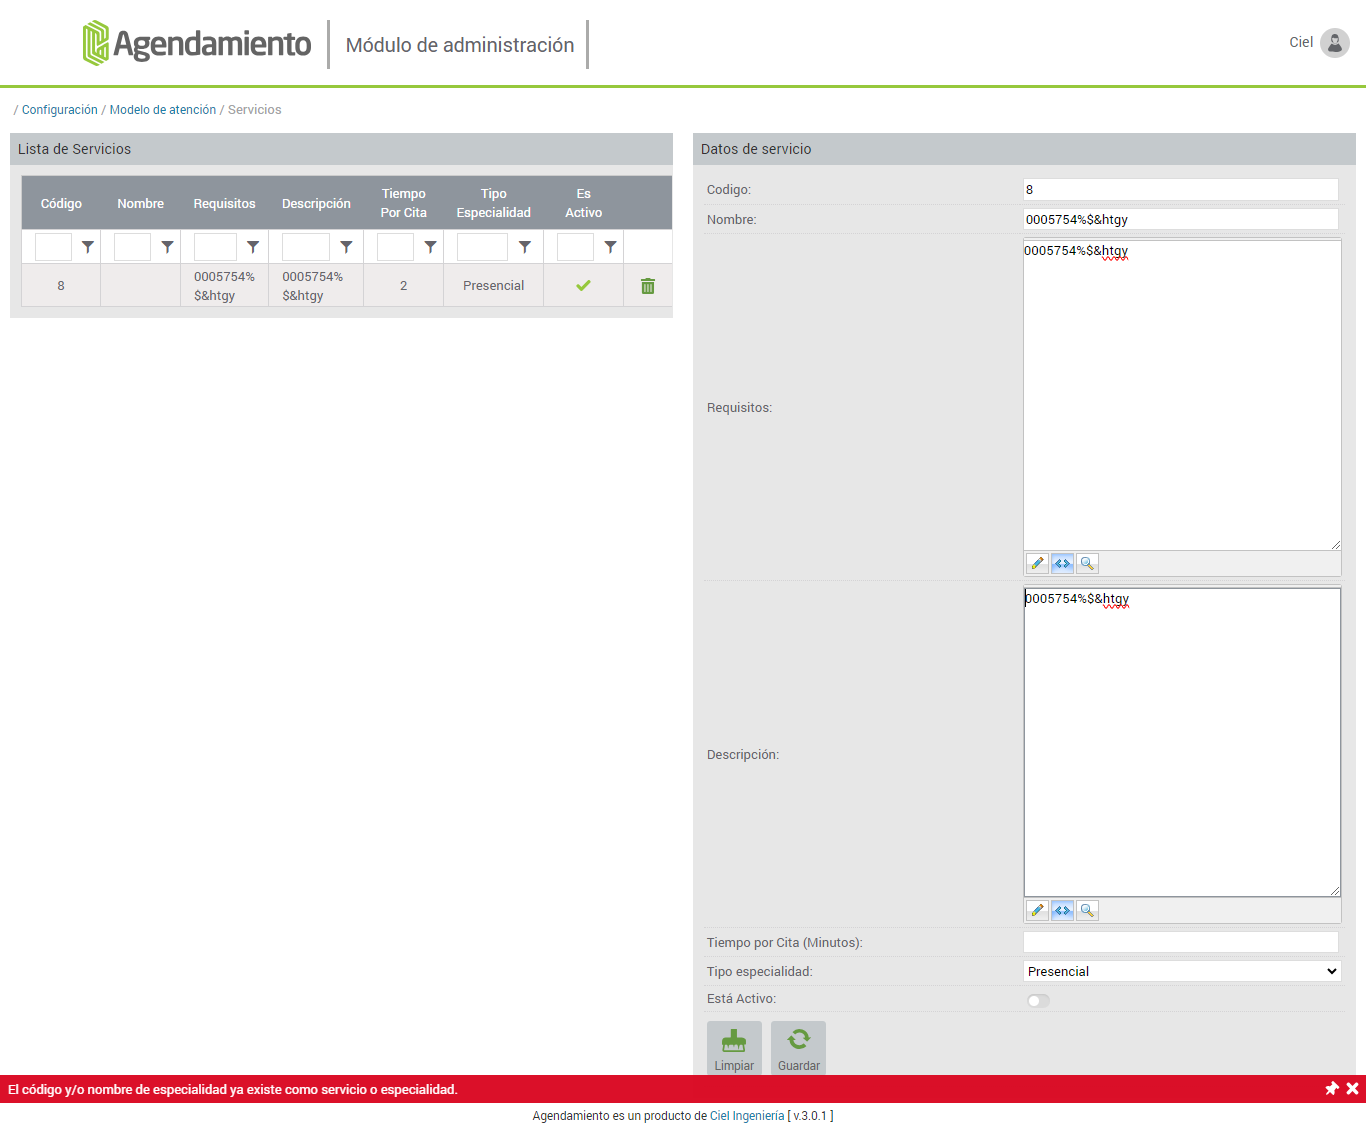 Agendamiento
Módulo de administración
Ciel
/ Configuración / Modelo de atención / Servicios
Lista de Servicios
Código Nombre Requisitos Descripción Tiempo Por Cita Tipo Especialidad Es Activo
8 0005754%$&htgy 0005754%$&htgy 2 Presencial
Datos de servicio
Codigo: 8
Nombre: 0005754%$&htgy
Requisitos: 0005754%$&htgy
Descripción: 0005754%$&htgy
Tiempo por Cita (Minutos):
Tipo especialidad: Presencial
Está Activo:
Limpiar Guardar
El código y/o nombre de especialidad ya existe como servicio o especialidad.
Agendamiento es un producto de Ciel Ingeniería [ v.3.0.1 ]